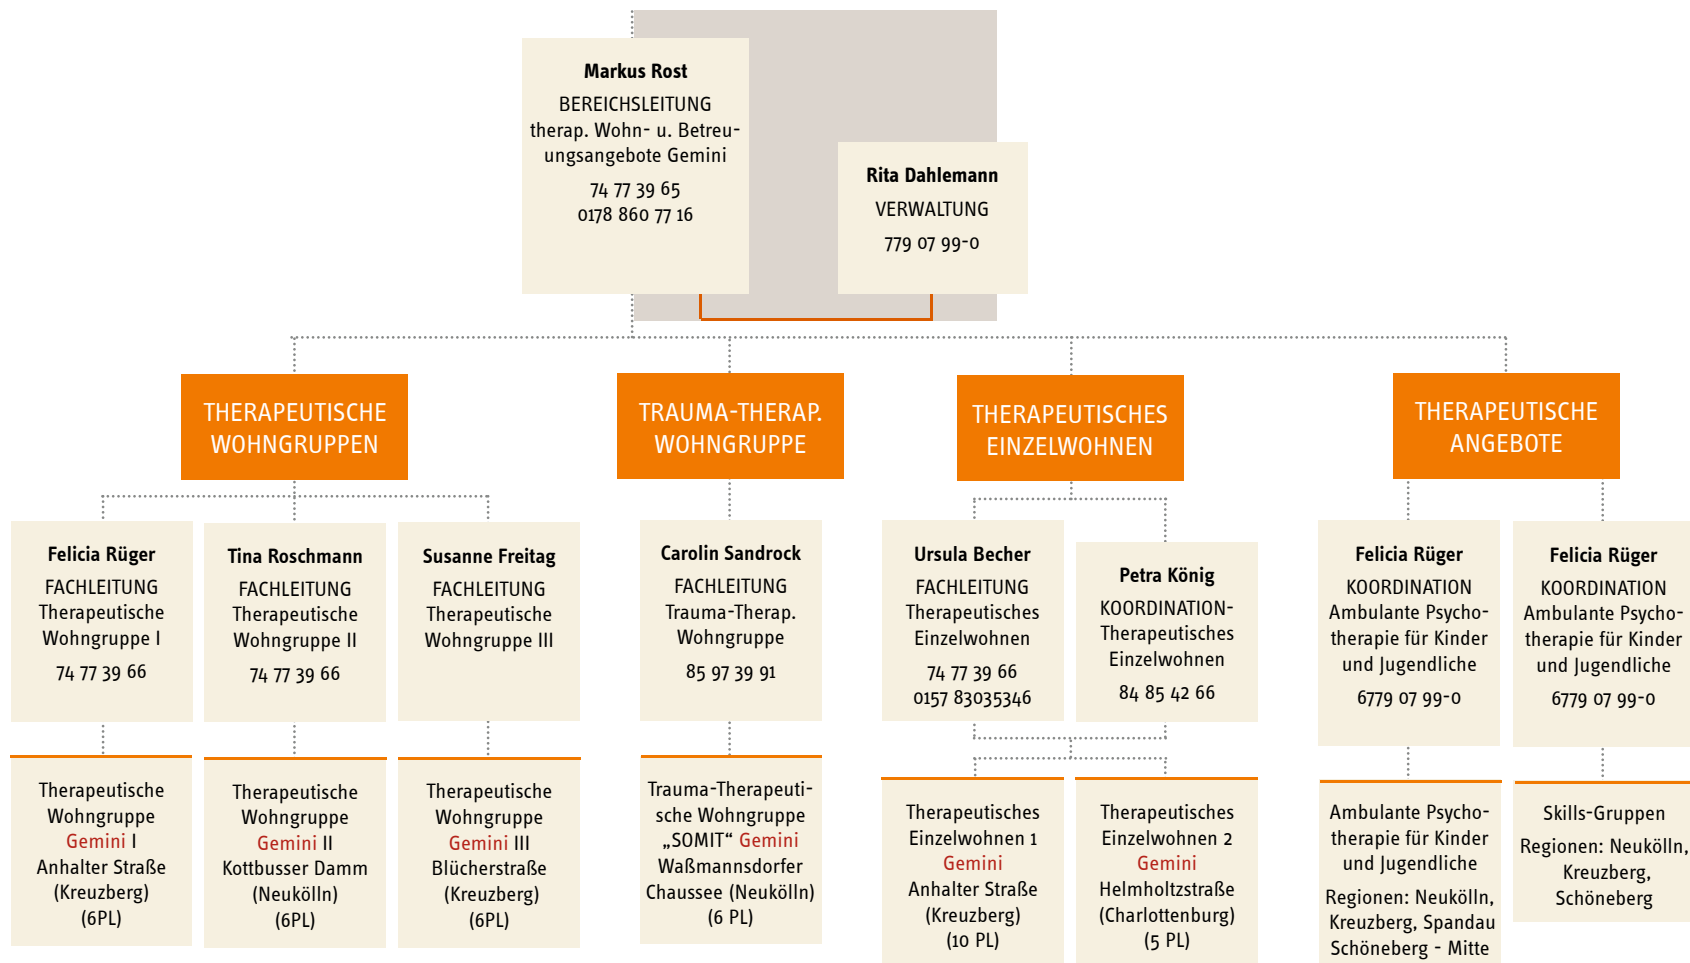 Markus Rost
BEREICHSLEITUNG
therap. Wohn- u. Betreu-
ungsangebote Gemini
74 77 39 65
0178 860 77 16
Rita Dahlemann
VERWALTUNG
779 07 99-0
THERAPEUTISCHE
WOHNGRUPPEN
TRAUMA-THERAP.
WOHNGRUPPE
THERAPEUTISCHES
EINZELWOHNEN
THERAPEUTISCHE
ANGEBOTE
Felicia Rüger
FACHLEITUNG
Therapeutische
Wohngruppe I
74 77 39 66
Tina Roschmann
FACHLEITUNG
Therapeutische
Wohngruppe II
74 77 39 66
Susanne Freitag
FACHLEITUNG
Therapeutische
Wohngruppe III
Carolin Sandrock
FACHLEITUNG
Trauma-Therap.
Wohngruppe
85 97 39 91
Ursula Becher
FACHLEITUNG
Therapeutisches
Einzelwohnen
74 77 39 66
0157 83035346
Petra König
KOORDINATION-
Therapeutisches
Einzelwohnen
84 85 42 66
Felicia Rüger
KOORDINATION
Ambulante Psycho-
therapie für Kinder
und Jugendliche
6779 07 99-0
Felicia Rüger
KOORDINATION
Ambulante Psycho-
therapie für Kinder
und Jugendliche
6779 07 99-0
Therapeutische
Wohngruppe
Gemini I
Anhalter Straße
(Kreuzberg)
(6PL)
Therapeutische
Wohngruppe
Gemini II
Kottbusser Damm
(Neukölln)
(6PL)
Therapeutische
Wohngruppe
Gemini III
Blücherstraße
(Kreuzberg)
(6PL)
Trauma-Therapeuti-
sche Wohngruppe
„SOMIT“ Gemini
Waßmannsdorfer
Chaussee (Neukölln)
(6 PL)
Therapeutisches
Einzelwohnen 1
Gemini
Anhalter Straße
(Kreuzberg)
(10 PL)
Therapeutisches
Einzelwohnen 2
Gemini
Helmholtzstraße
(Charlottenburg)
(5 PL)
Ambulante Psycho-
therapie für Kinder
und Jugendliche
Regionen: Neukölln,
Kreuzberg, Spandau
Schöneberg - Mitte
Skills-Gruppen
Regionen: Neukölln,
Kreuzberg,
Schöneberg